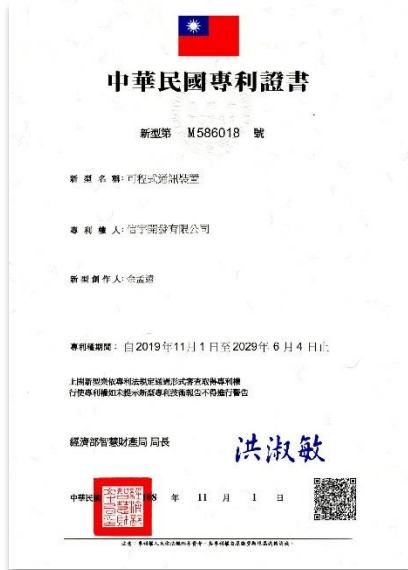 中華民國專利證書
新型第 M586018 號
新型名稱：可程式通訊裝置
專利權人：信宇開發有限公司
新型創作人：余孟遠
專利權期間：自2019年11月1日至2029年6月4日止
上開新型業依專利法規定通過形式審查取得專利權
行使專利權如未提示新型專利技術報告不得進行警告
經濟部智慧財產局 局長
洪淑敏
中華民國 108 年 11 月 1 日